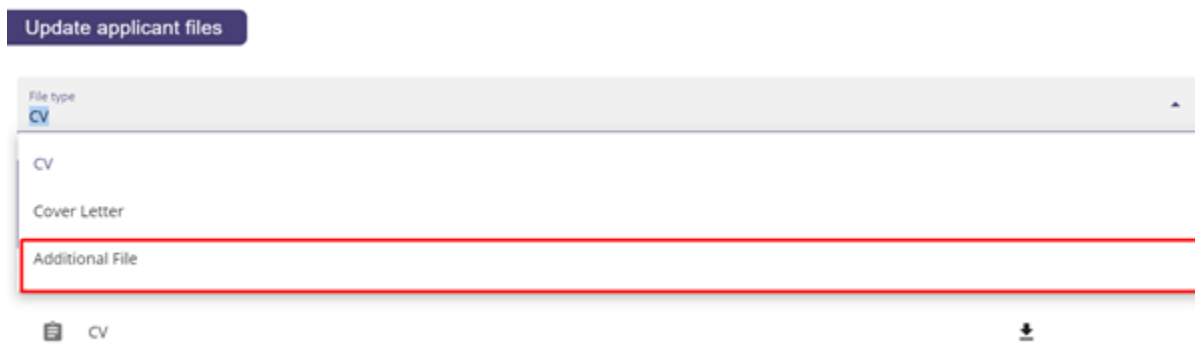 Update applicant files
File type
CV
CV
Cover Letter
Additional File
CV